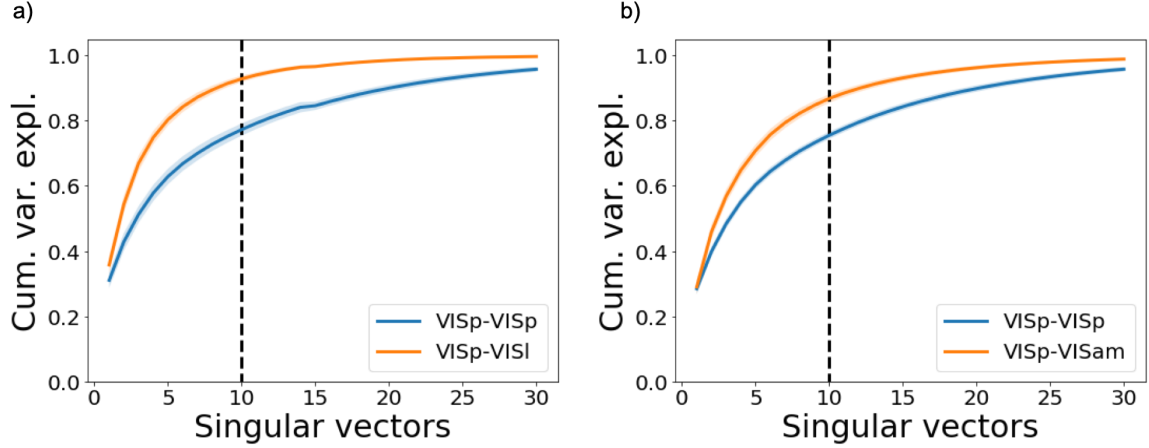 a)
Cum. var. expl.
1.0
0.8
0.6
0.4
0.2
0.0
0 5 10 15 20 25 30
Singular vectors
VISp-VISp
VISp-VISl
b)
Cum. var. expl.
1.0
0.8
0.6
0.4
0.2
0.0
0 5 10 15 20 25 30
Singular vectors
VISp-VISp
VISp-VISam